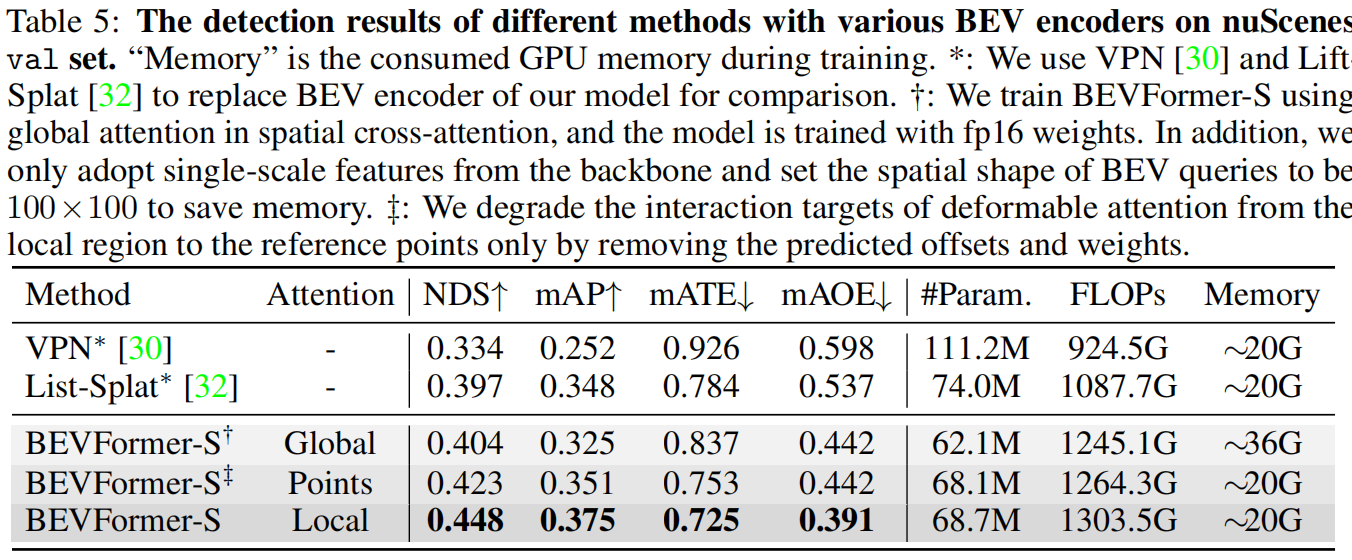 Table 5: The detection results of different methods with various BEV encoders on nuScenes
val set. “Memory” is the consumed GPU memory during training. *: We use VPN [30] and Lift-
Splat [32] to replace BEV encoder of our model for comparison. †: We train BEVFormer-S using
global attention in spatial cross-attention, and the model is trained with fp16 weights. In addition, we
only adopt single-scale features from the backbone and set the spatial shape of BEV queries to be
100×100 to save memory. ‡: We degrade the interaction targets of deformable attention from the
local region to the reference points only by removing the predicted offsets and weights.
Method Attention NDS↑ mAP↑ mATE↓ mAOE↓ #Param. FLOPs Memory
VPN* [30] - 0.334 0.252 0.926 0.598 111.2M 924.5G ~20G
List-Splat* [32] - 0.397 0.348 0.784 0.537 74.0M 1087.7G ~20G
BEVFormer-S† Global 0.404 0.325 0.837 0.442 62.1M 1245.1G ~36G
BEVFormer-S‡ Points 0.423 0.351 0.753 0.442 68.1M 1264.3G ~20G
BEVFormer-S Local 0.448 0.375 0.725 0.391 68.7M 1303.5G ~20G